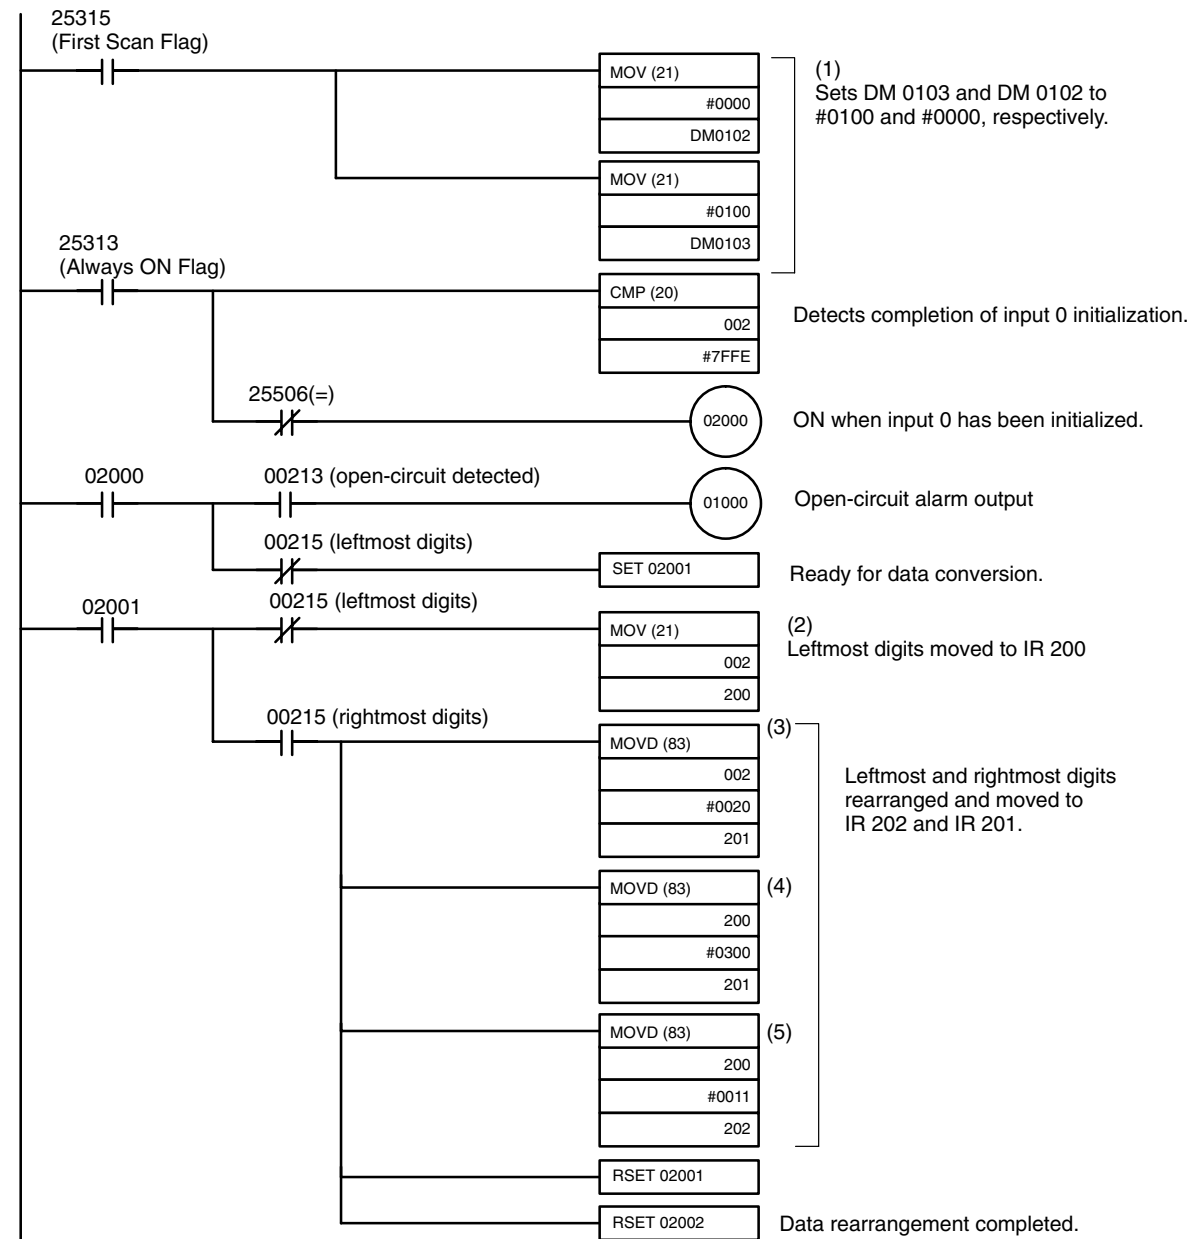 25315
(First Scan Flag)
MOV (21)
#0000
DM0102
(1)
Sets DM 0103 and DM 0102 to
#0100 and #0000, respectively.
MOV (21)
#0100
DM0103
25313
(Always ON Flag)
CMP (20)
002
#7FFE
Detects completion of input 0 initialization.
25506(=)
02000
ON when input 0 has been initialized.
02000
00213 (open-circuit detected)
01000
Open-circuit alarm output
00215 (leftmost digits)
SET 02001
Ready for data conversion.
02001
00215 (leftmost digits)
MOV (21)
002
200
(2)
Leftmost digits moved to IR 200
00215 (rightmost digits)
MOVD (83)
002
#0020
201
(3)
Leftmost and rightmost digits
rearranged and moved to
IR 202 and IR 201.
MOVD (83)
200
#0300
201
(4)
MOVD (83)
200
#0011
202
(5)
RSET 02001
RSET 02002
Data rearrangement completed.